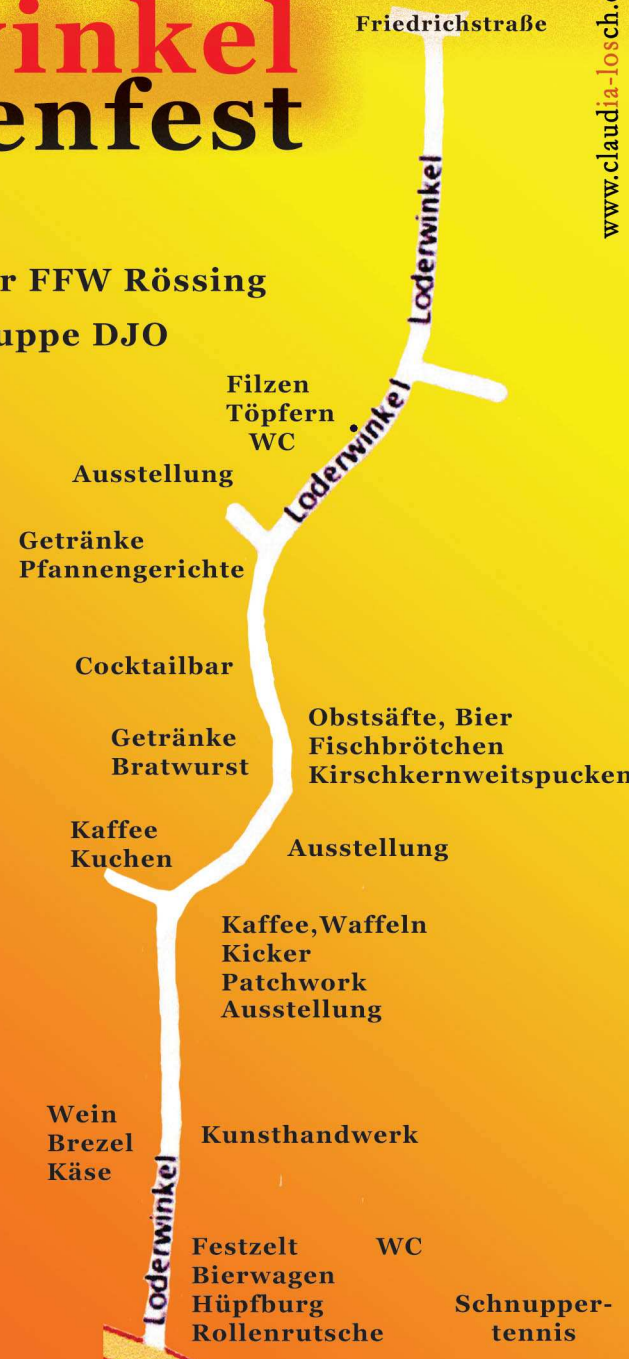 Friedrichstraße
inkel
enfest
www.claudia-losch.
Loderwinkel
r FFW Rössing
uppe DJO
Filzen
Töpfern
WC
Loderwinkel
Ausstellung
Getränke
Pfannengerichte
Cocktailbar
Getränke
Bratwurst
Obstsäfte, Bier
Fischbrötchen
Kirschkernweitspucken
Kaffee
Kuchen
Ausstellung
Kaffee,Waffeln
Kicker
Patchwork
Ausstellung
Wein
Brezel
Käse
Kunsthandwerk
Loderwinkel
Festzelt WC
Bierwagen
Hüpfburg
Rollenrutsche
Schnupper-
tennis